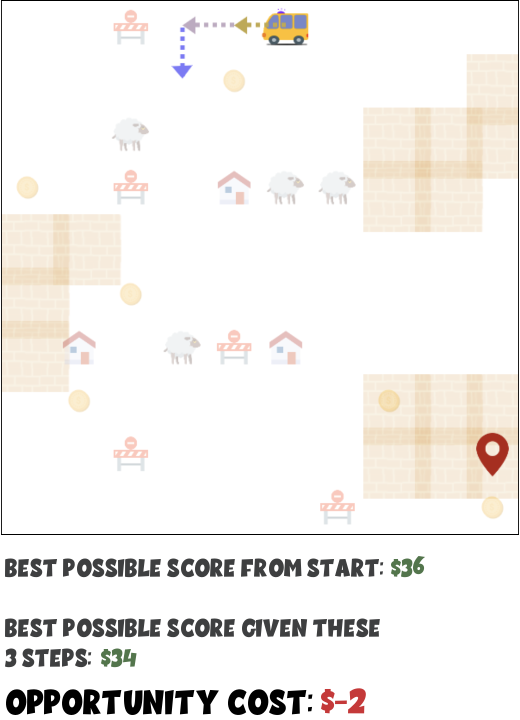 BEST POSSIBLE SCORE FROM START: $36
BEST POSSIBLE SCORE GIVEN THESE
3 STEPS: $34
OPPORTUNITY COST: $-2